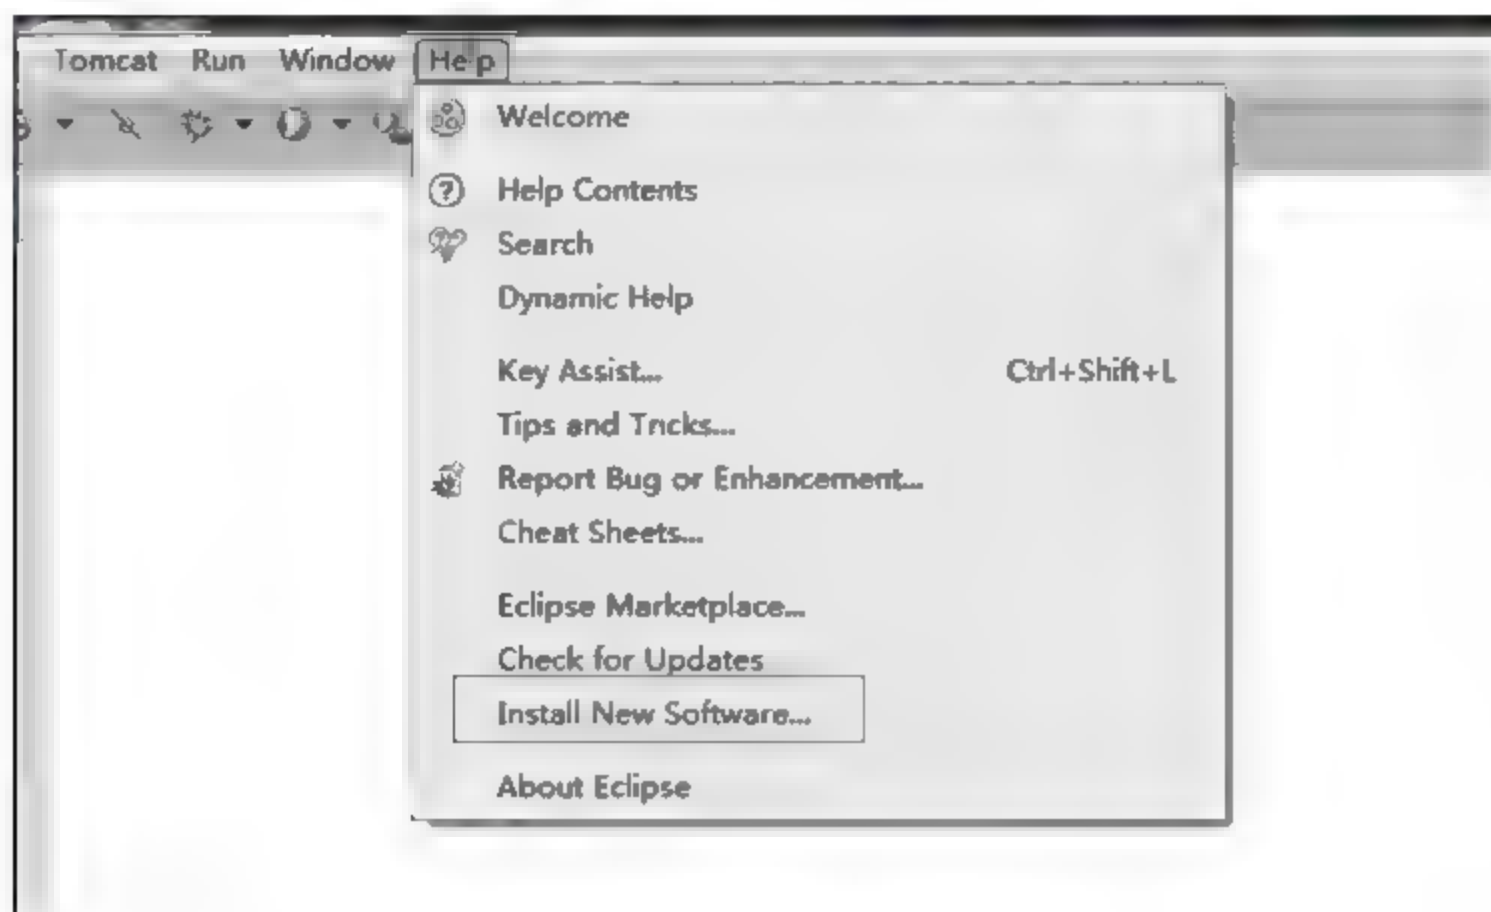 Tomcat Run Window Help
Welcome
Help Contents
Search
Dynamic Help
Key Assist... Ctrl+Shift+L
Tips and Tricks...
Report Bug or Enhancement...
Cheat Sheets...
Eclipse Marketplace...
Check for Updates
Install New Software...
About Eclipse